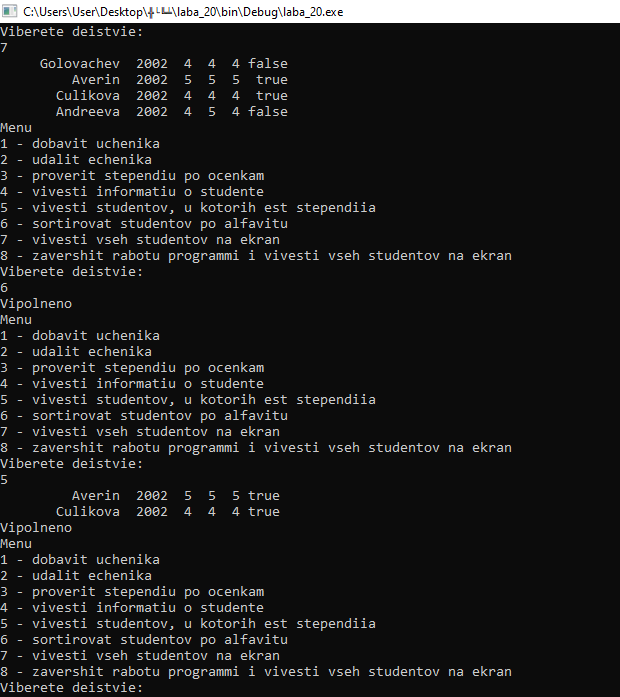 C:\Users\User\Desktop\╬└┴╨╚\laba_20\bin\Debug\laba_20.exe
Viberete deistvie:
7
Golovachev 2002 4 4 4 false
Averin 2002 5 5 5 true
Culikova 2002 4 4 4 true
Andreeva 2002 4 5 4 false
Menu
1 - dobavit uchenika
2 - udalit echenika
3 - proverit stependiu po ocenkam
4 - vivesti informatiu o studente
5 - vivesti studentov, u kotorih est stependiia
6 - sortirovat studentov po alfavitu
7 - vivesti vseh studentov na ekran
8 - zavershit rabotu programmi i vivesti vseh studentov na ekran
Viberete deistvie:
6
Vipolneno
Menu
1 - dobavit uchenika
2 - udalit echenika
3 - proverit stependiu po ocenkam
4 - vivesti informatiu o studente
5 - vivesti studentov, u kotorih est stependiia
6 - sortirovat studentov po alfavitu
7 - vivesti vseh studentov na ekran
8 - zavershit rabotu programmi i vivesti vseh studentov na ekran
Viberete deistvie:
5
Averin 2002 5 5 5 true
Culikova 2002 4 4 4 true
Vipolneno
Menu
1 - dobavit uchenika
2 - udalit echenika
3 - proverit stependiu po ocenkam
4 - vivesti informatiu o studente
5 - vivesti studentov, u kotorih est stependiia
6 - sortirovat studentov po alfavitu
7 - vivesti vseh studentov na ekran
8 - zavershit rabotu programmi i vivesti vseh studentov na ekran
Viberete deistvie: